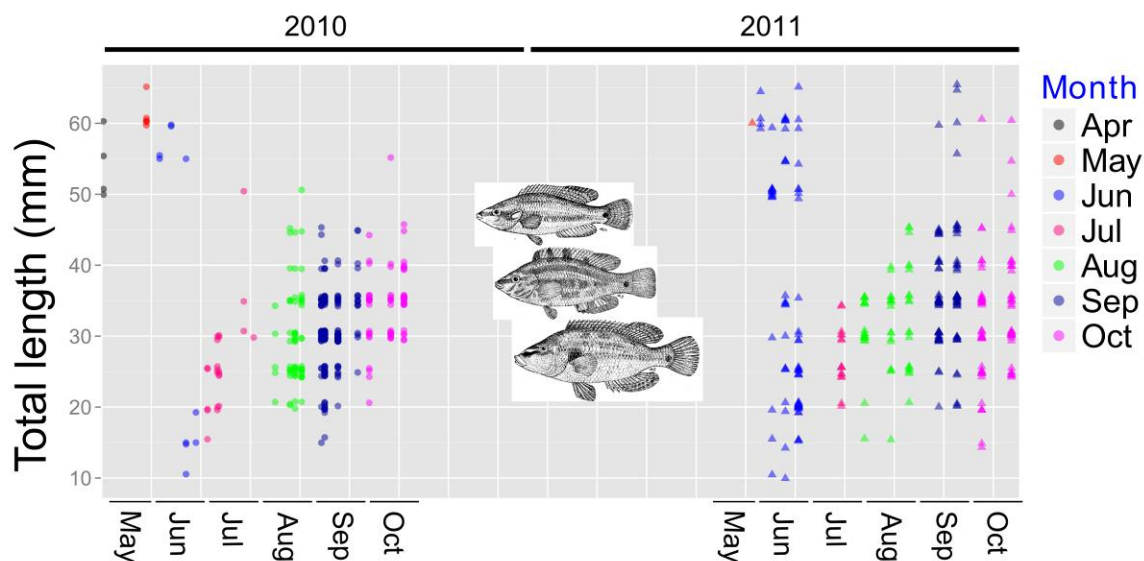 2010 2011
Total length (mm)
60
50
40
30
20
10
May Jun Jul Aug Sep Oct May Jun Jul Aug Sep Oct
Month
Apr
May
Jun
Jul
Aug
Sep
Oct